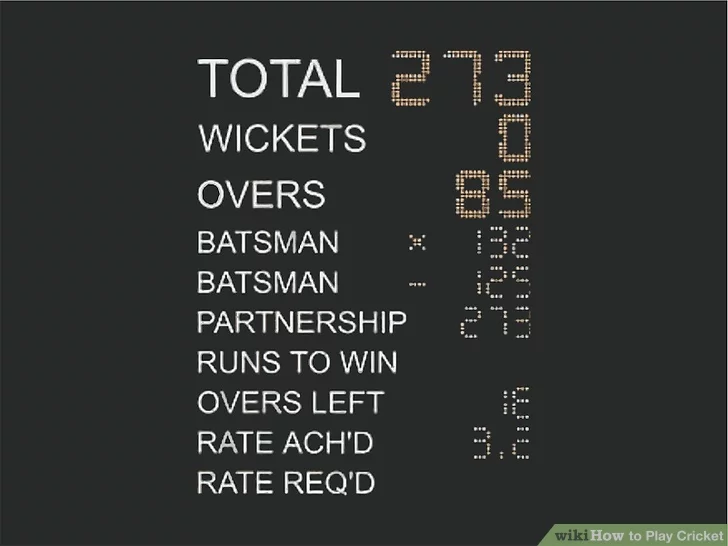 TOTAL 273
WICKETS 0
OVERS 85
BATSMAN × 132
BATSMAN - 125
PARTNERSHIP 273
RUNS TO WIN
OVERS LEFT
RATE ACH'D 3.2
RATE REQ'D
wikiHow to Play Cricket